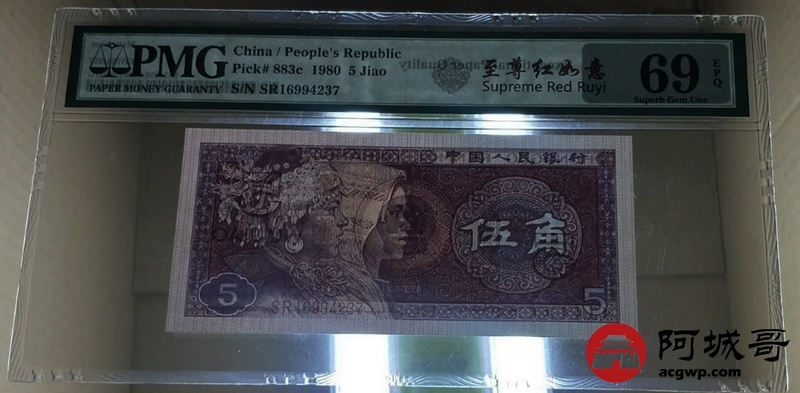 PMG
PAPER MONEY GUARANTY
China / People's Republic
Pick# 883c 1980 5 Jiao
S/N SR16994237
至尊红如意
Supreme Red Ruyi
69
EPQ
Superb Gem Unc
中国人民银行
伍角
5
SR16994237
5
阿城哥
acgwp.com